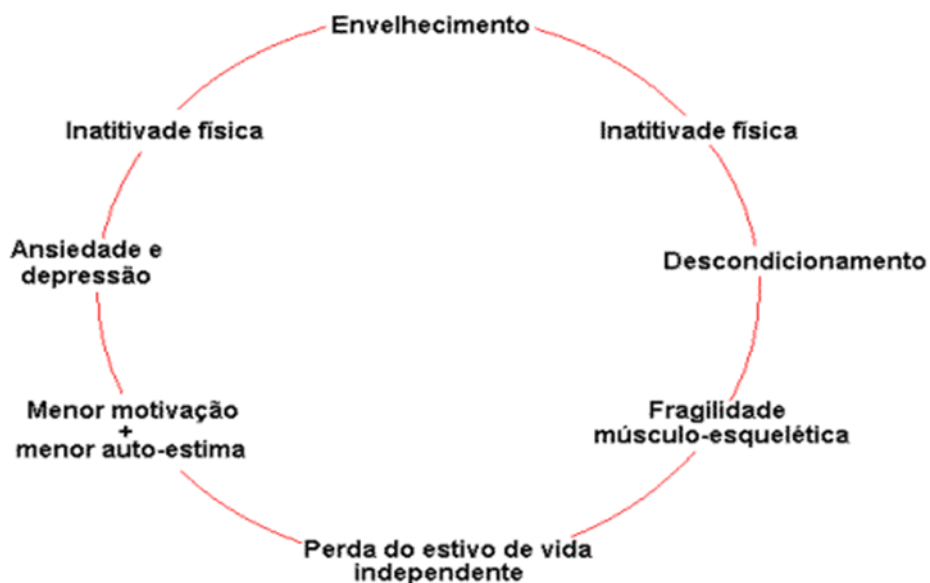 Envelhecimento
Inatitivade física
Inatitivade física
Ansiedade e
depressão
Descondicionamento
Menor motivação
+
menor auto-estima
Fragilidade
músculo-esquelética
Perda do estivo de vida
independente